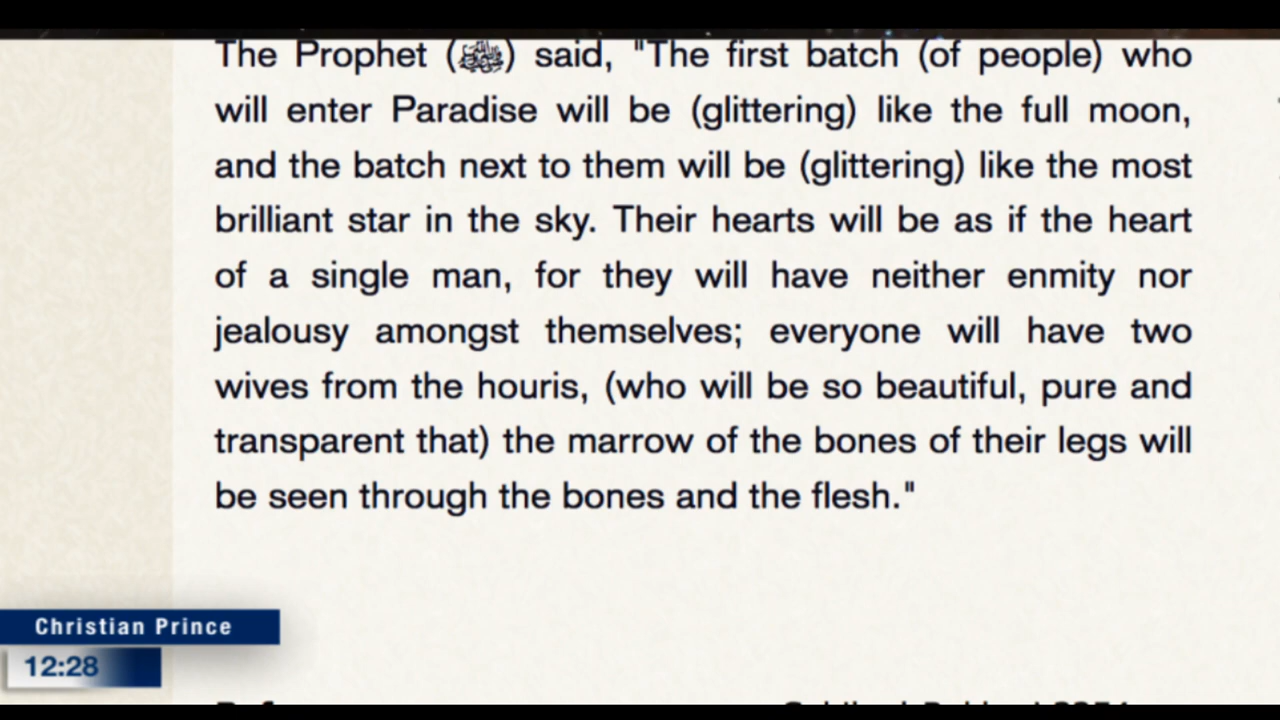 The Prophet (ﷺ) said, "The first batch (of people) who
will enter Paradise will be (glittering) like the full moon,
and the batch next to them will be (glittering) like the most
brilliant star in the sky. Their hearts will be as if the heart
of a single man, for they will have neither enmity nor
jealousy amongst themselves; everyone will have two
wives from the houris, (who will be so beautiful, pure and
transparent that) the marrow of the bones of their legs will
be seen through the bones and the flesh."
Christian Prince
12:28